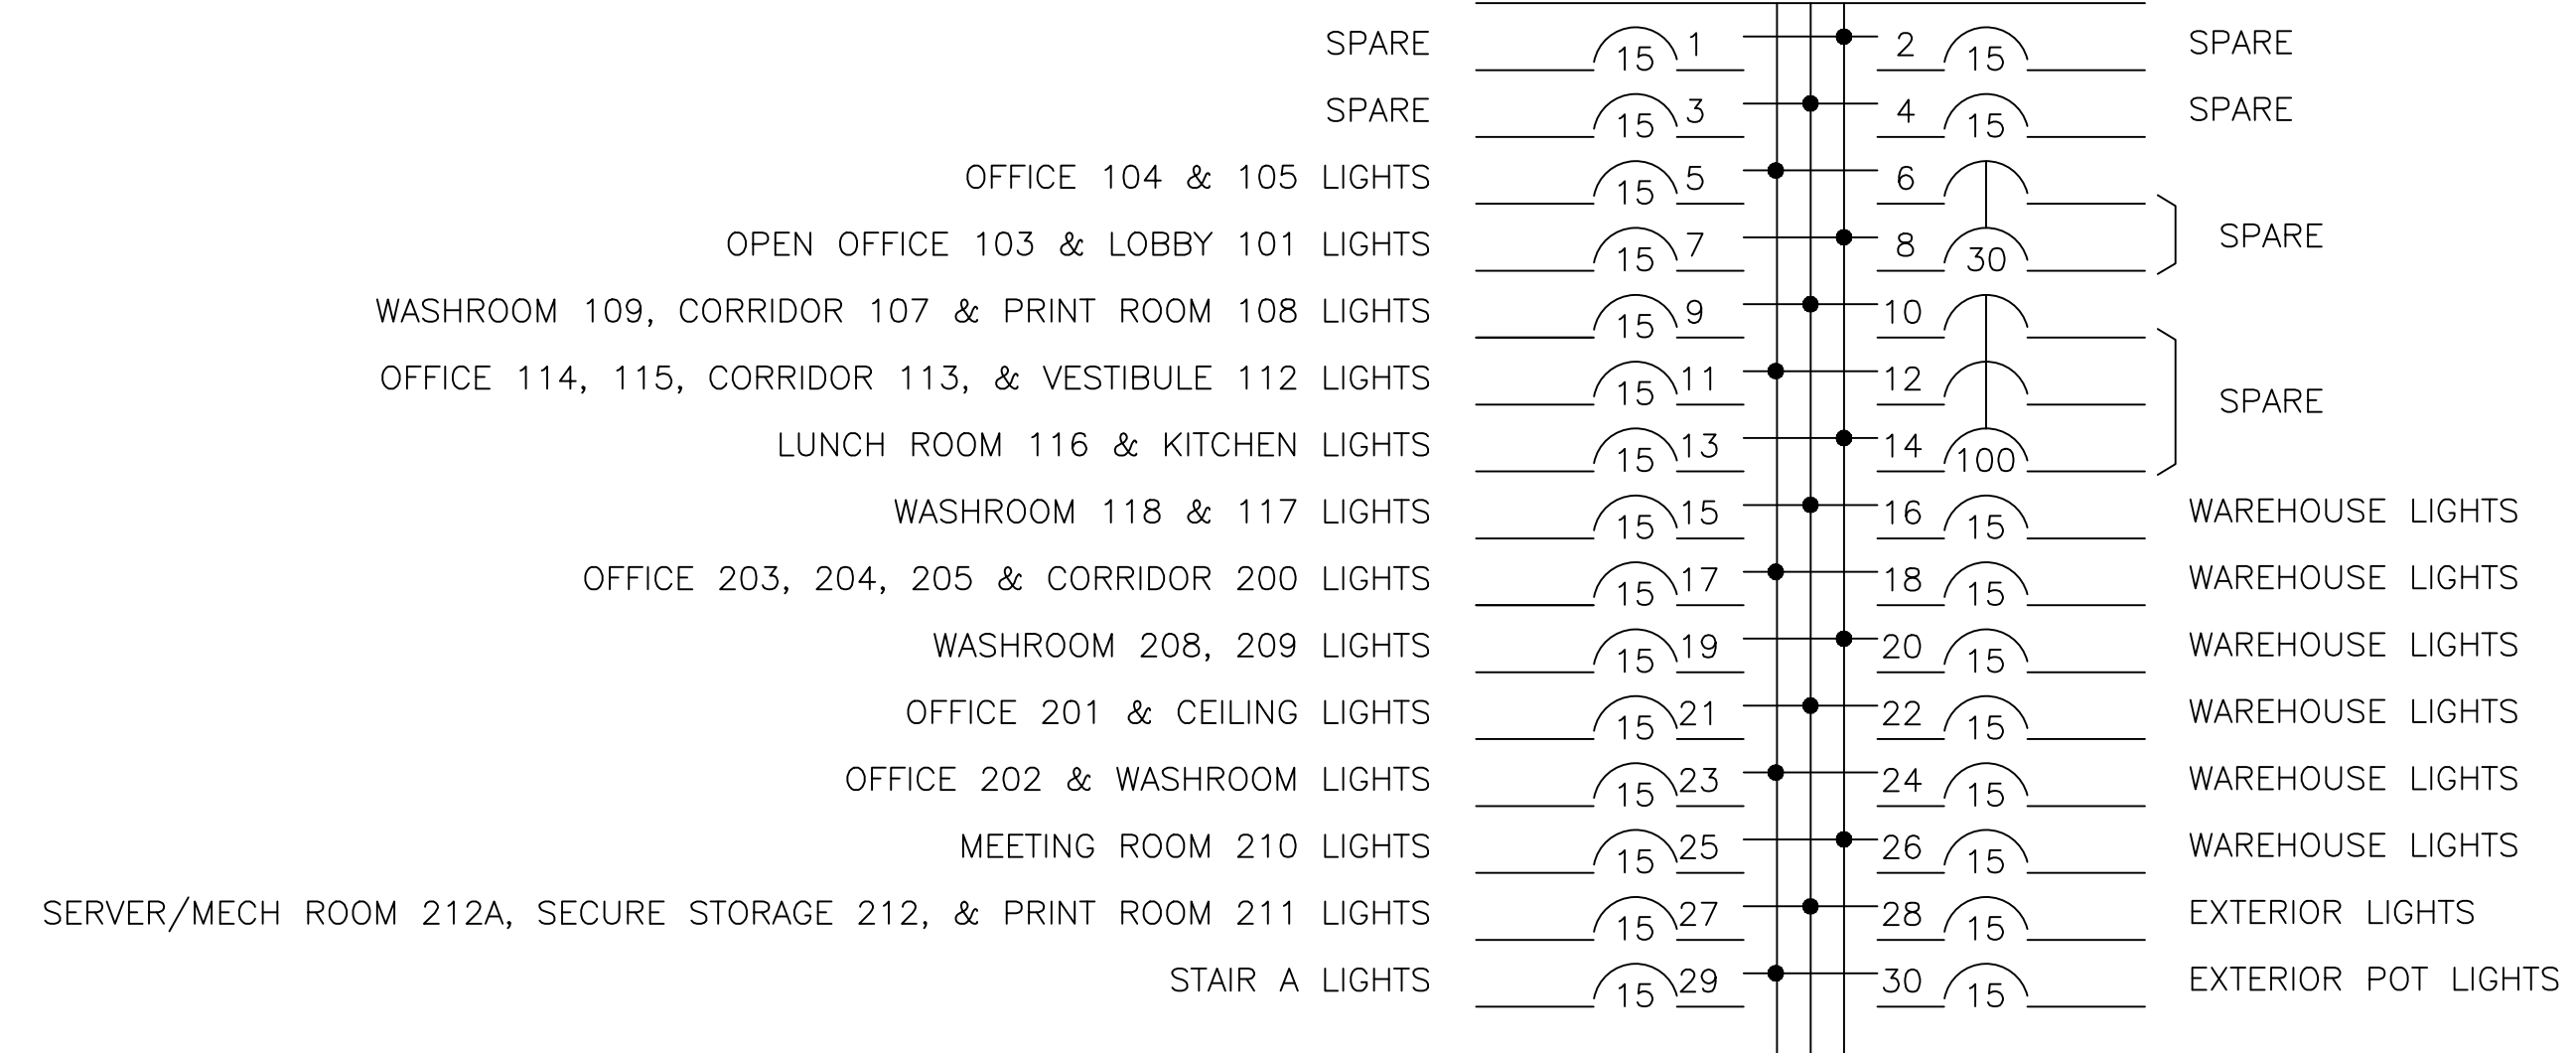 SPARE 15 1 2 15 SPARE
SPARE 15 3 4 15 SPARE
OFFICE 104 & 105 LIGHTS 15 5 6
SPARE
OPEN OFFICE 103 & LOBBY 101 LIGHTS 15 7 8 30
WASHROOM 109, CORRIDOR 107 & PRINT ROOM 108 LIGHTS 15 9 10
OFFICE 114, 115, CORRIDOR 113, & VESTIBULE 112 LIGHTS 15 11 12
SPARE
LUNCH ROOM 116 & KITCHEN LIGHTS 15 13 14 100
WASHROOM 118 & 117 LIGHTS 15 15 16 15 WAREHOUSE LIGHTS
OFFICE 203, 204, 205 & CORRIDOR 200 LIGHTS 15 17 18 15 WAREHOUSE LIGHTS
WASHROOM 208, 209 LIGHTS 15 19 20 15 WAREHOUSE LIGHTS
OFFICE 201 & CEILING LIGHTS 15 21 22 15 WAREHOUSE LIGHTS
OFFICE 202 & WASHROOM LIGHTS 15 23 24 15 WAREHOUSE LIGHTS
MEETING ROOM 210 LIGHTS 15 25 26 15 WAREHOUSE LIGHTS
SERVER/MECH ROOM 212A, SECURE STORAGE 212, & PRINT ROOM 211 LIGHTS 15 27 28 15 EXTERIOR LIGHTS
STAIR A LIGHTS 15 29 30 15 EXTERIOR POT LIGHTS